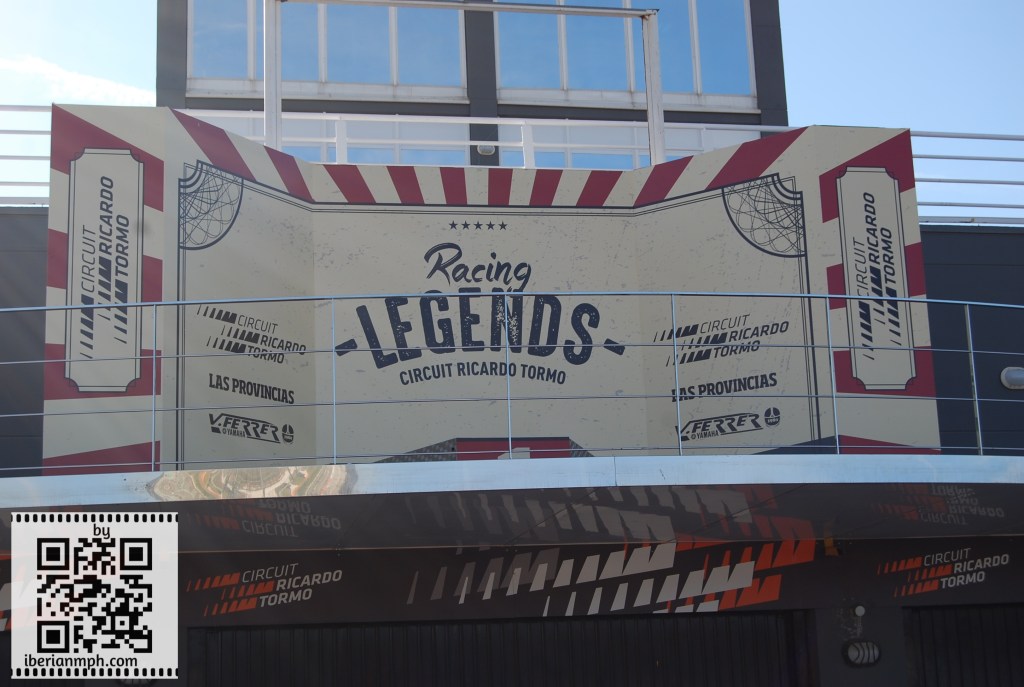 CIRCUIT
RICARDO
TORMO
CIRCUIT
RICARDO
TORMO
Racing
LEGENDS
CIRCUIT RICARDO TORMO
CIRCUIT
RICARDO
TORMO
LAS PROVINCIAS
V.FERRER
YAMAHA
CIRCUIT
RICARDO
TORMO
LAS PROVINCIAS
V.FERRER
YAMAHA
TORMO
RICARDO
CIRCUIT
CIRCUIT
RICARDO
TORMO
CIRCUIT
RICARDO
TORMO
by
iberianmph.com